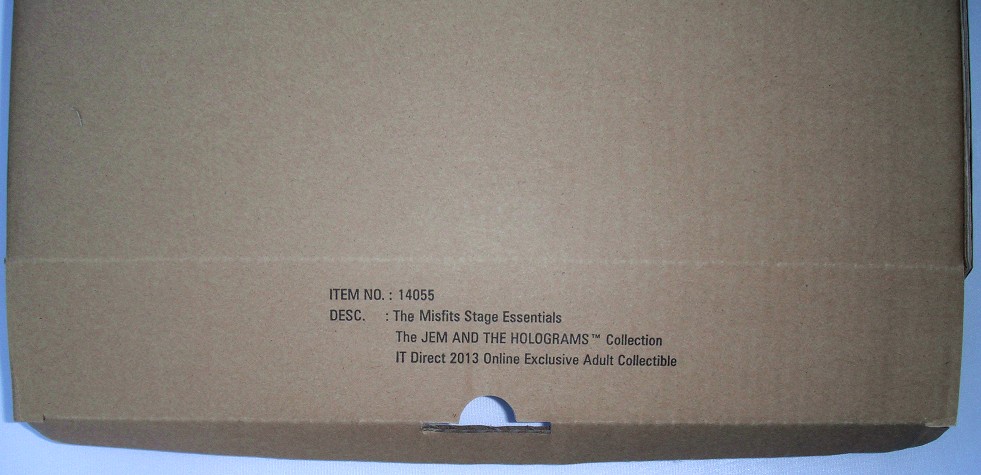 ITEM NO. : 14055
DESC. : The Misfits Stage Essentials
The JEM AND THE HOLOGRAMS™ Collection
IT Direct 2013 Online Exclusive Adult Collectible